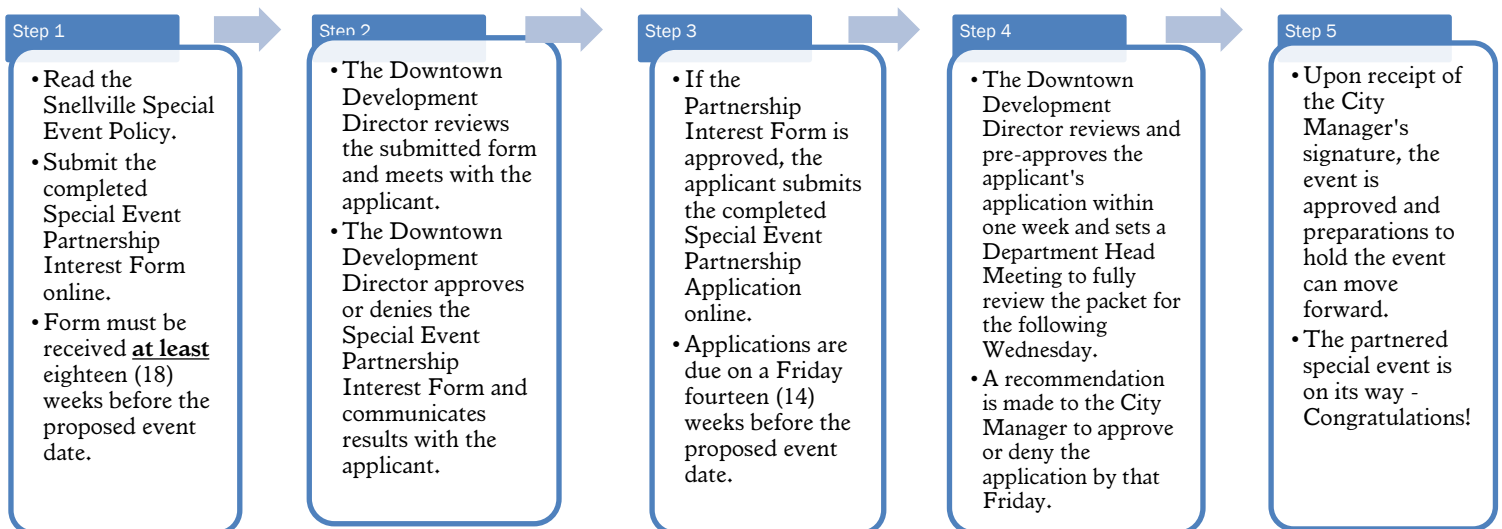 Step 1
• Read the
Snellville Special
Event Policy.
• Submit the
completed
Special Event
Partnership
Interest Form
online.
• Form must be
received at least
eighteen (18)
weeks before the
proposed event
date.
Step 2
• The Downtown
Development
Director reviews
the submitted form
and meets with the
applicant.
• The Downtown
Development
Director approves
or denies the
Special Event
Partnership
Interest Form and
communicates
results with the
applicant.
Step 3
• If the
Partnership
Interest Form is
approved, the
applicant submits
the completed
Special Event
Partnership
Application
online.
• Applications are
due on a Friday
fourteen (14)
weeks before the
proposed event
date.
Step 4
• The Downtown
Development
Director reviews and
pre-approves the
applicant's
application within
one week and sets a
Department Head
Meeting to fully
review the packet for
the following
Wednesday.
• A recommendation
is made to the City
Manager to approve
or deny the
application by that
Friday.
Step 5
• Upon receipt of
the City
Manager's
signature, the
event is
approved and
preparations to
hold the event
can move
forward.
• The partnered
special event is
on its way -
Congratulations!